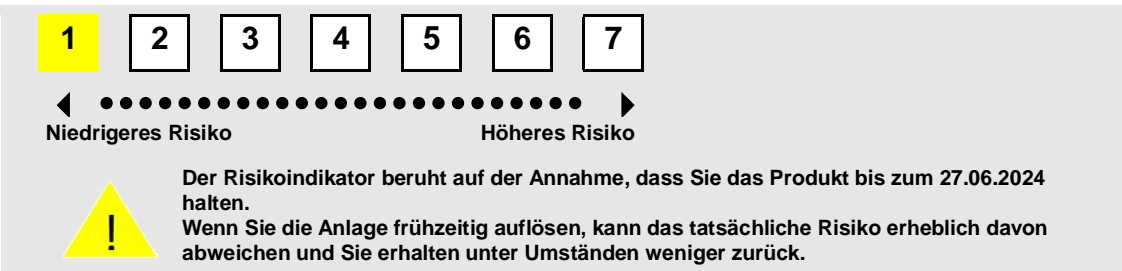 1 2 3 4 5 6 7
Niedrigeres Risiko Höheres Risiko
Der Risikoindikator beruht auf der Annahme, dass Sie das Produkt bis zum 27.06.2024
halten.
Wenn Sie die Anlage frühzeitig auflösen, kann das tatsächliche Risiko erheblich davon
abweichen und Sie erhalten unter Umständen weniger zurück.
!